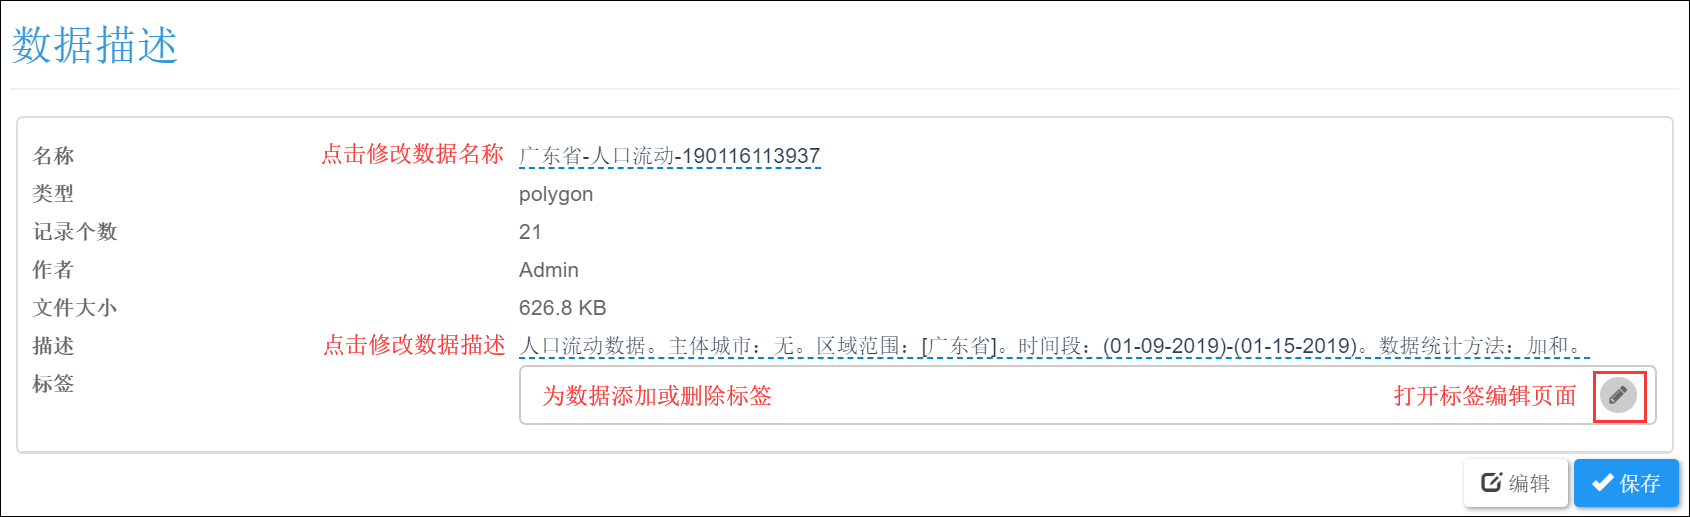 数据描述
名称 点击修改数据名称 广东省-人口流动-190116113937
类型 polygon
记录个数 21
作者 Admin
文件大小 626.8 KB
描述 点击修改数据描述 人口流动数据。主体城市：无。区域范围：[广东省]。时间段：(01-09-2019)-(01-15-2019)。数据统计方法：加和。
标签 为数据添加或删除标签 打开标签编辑页面
编辑 保存